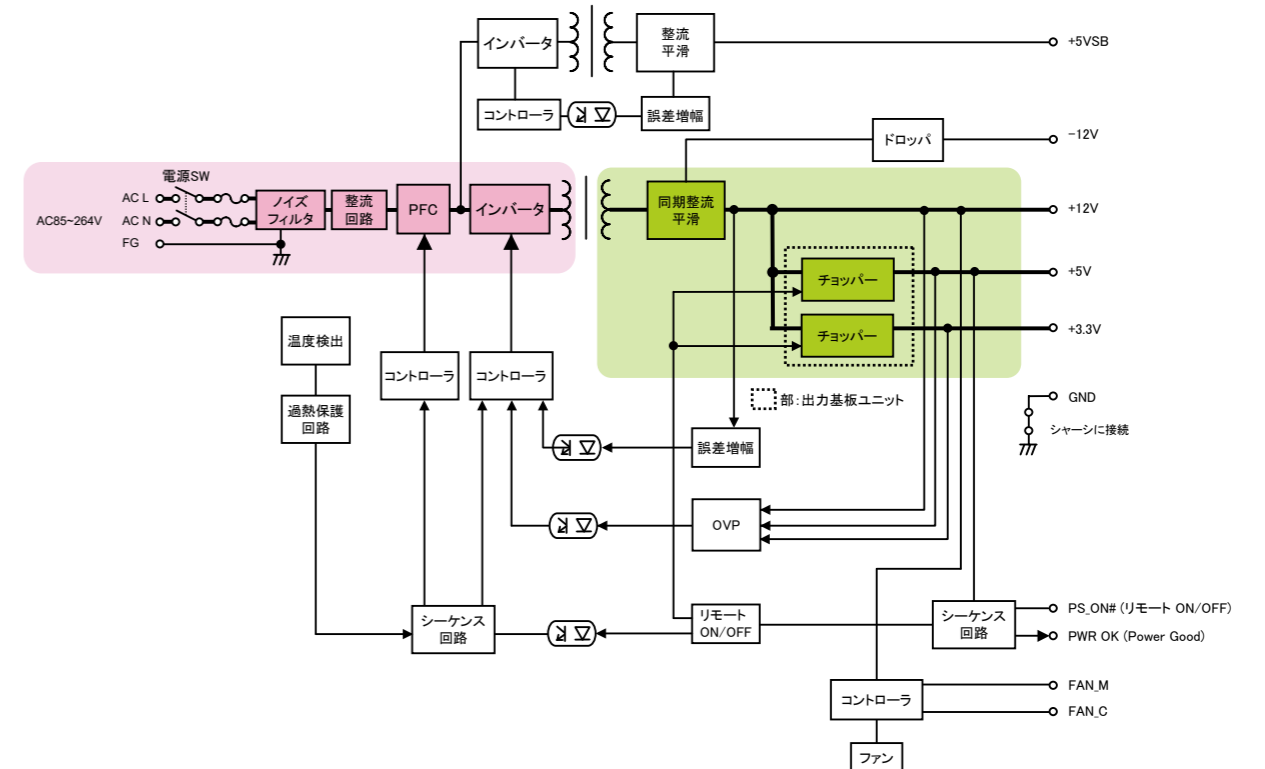 インバータ
整流
平滑
+5VSB
コントローラ
誤差増幅
ドロッパ
-12V
電源SW
AC85~264V
AC L
AC N
FG
ノイズ
フィルタ
整流
回路
PFC
インバータ
同期整流
平滑
+12V
チョッパー
+5V
チョッパー
+3.3V
温度検出
コントローラ
コントローラ
部:出力基板ユニット
GND
シャーシに接続
過熱保護
回路
誤差増幅
OVP
シーケンス
回路
リモート
ON/OFF
シーケンス
回路
PS_ON# (リモート ON/OFF)
PWR OK (Power Good)
コントローラ
FAN_M
FAN_C
ファン